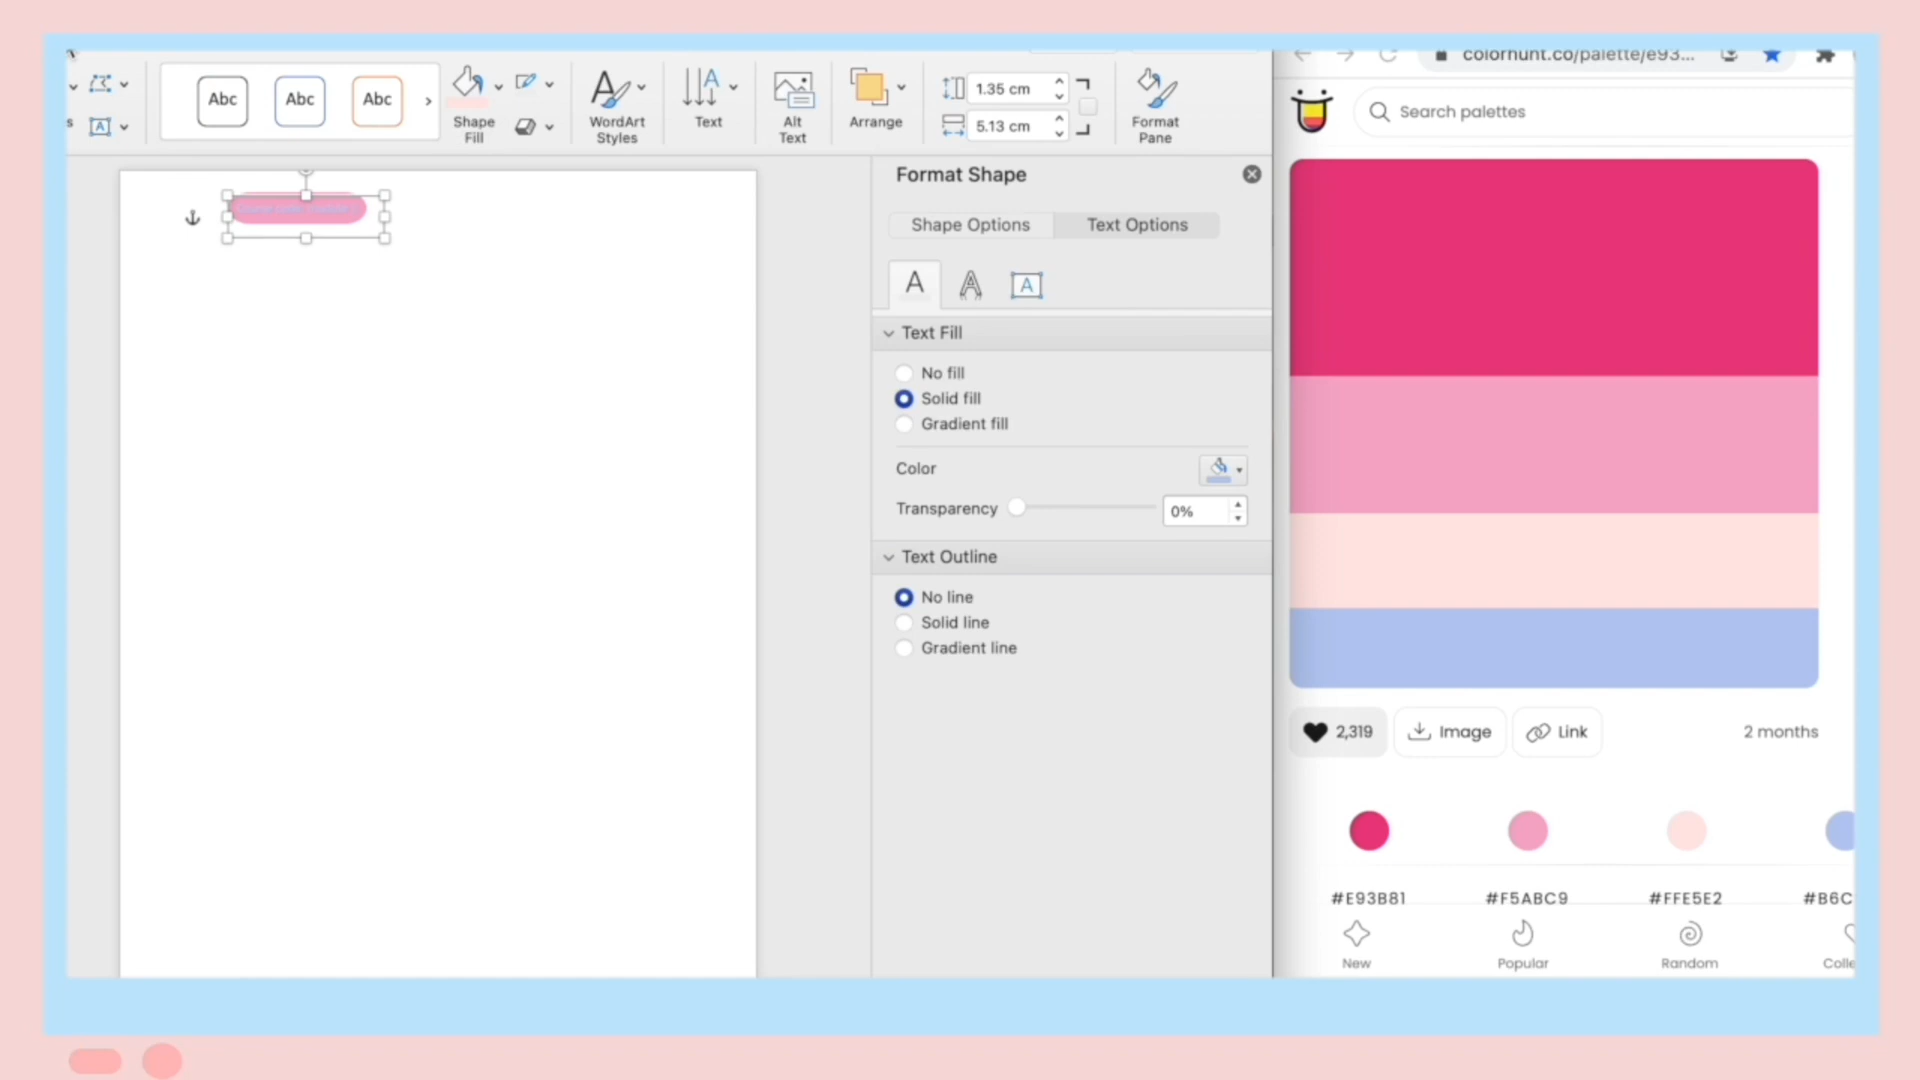 Abc
Abc
Abc
s
Shape
Fill
WordArt
Styles
Text
Alt
Text
Arrange
1.35 cm
5.13 cm
Format
Pane
Format Shape
Shape Options
Text Options
Text Fill
No fill
Solid fill
Gradient fill
Color
Transparency
0%
Text Outline
No line
Solid line
Gradient line
colorhunt.co/palette/e93...
Search palettes
2,319
Image
Link
2 months
#E93B81
#F5ABC9
#FFE5E2
#B6C
New
Popular
Random
Colle